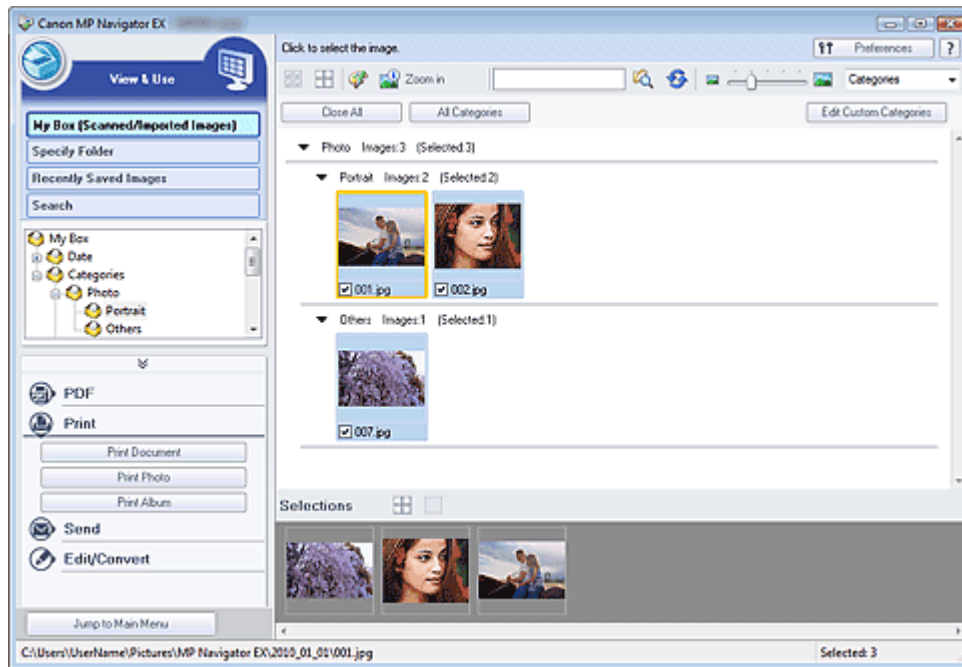 Canon MP Navigator EX
View & Use
My Box (Scanned/Imported Images)
Specify Folder
Recently Saved Images
Search
My Box
Date
Categories
Photo
Portrait
Others
PDF
Print
Print Document
Print Photo
Print Album
Send
Edit/Convert
Jump to Main Menu
Click to select the image.
Preferences
?
Zoom in
Categories
Close All
All Categories
Edit Custom Categories
Photo Images:3 (Selected:3)
Portrait Images:2 (Selected:2)
001.jpg
002.jpg
Others Images:1 (Selected:1)
007.jpg
Selections
C:\Users\UserName\Pictures\MP Navigator EX\2010_01_01\001.jpg
Selected: 3